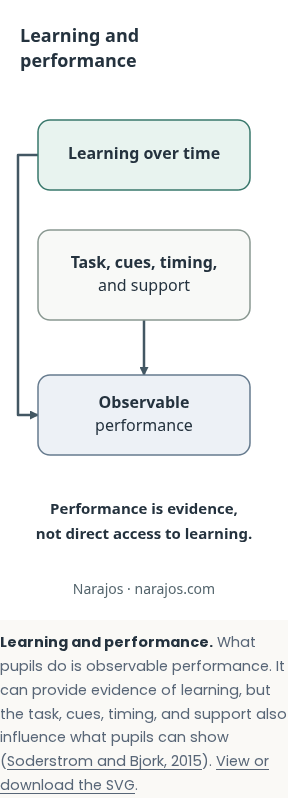 Learning and
performance
Learning over time
Task, cues, timing,
and support
Observable
performance
Performance is evidence,
not direct access to learning.
Narajos · narajos.com
Learning and performance. What
pupils do is observable performance. It
can provide evidence of learning, but
the task, cues, timing, and support also
influence what pupils can show
(Soderstrom and Bjork, 2015). View or
download the SVG.